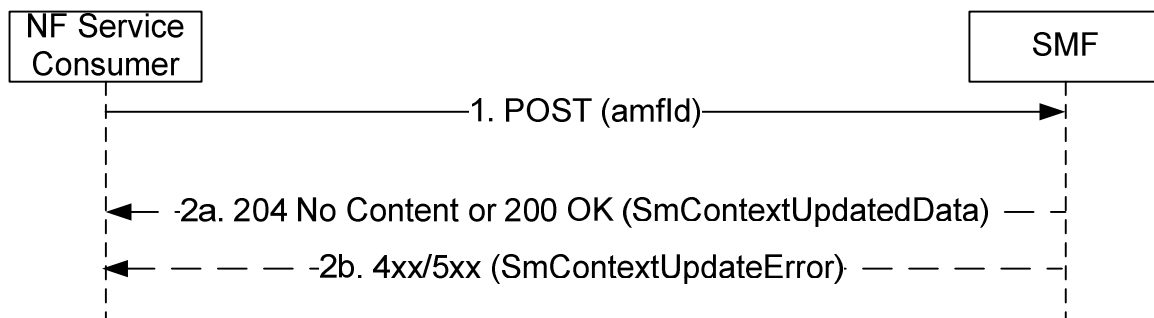 NF Service
Consumer
SMF
1. POST (amfId)
2a. 204 No Content or 200 OK (SmContextUpdatedData)
2b. 4xx/5xx (SmContextUpdateError)